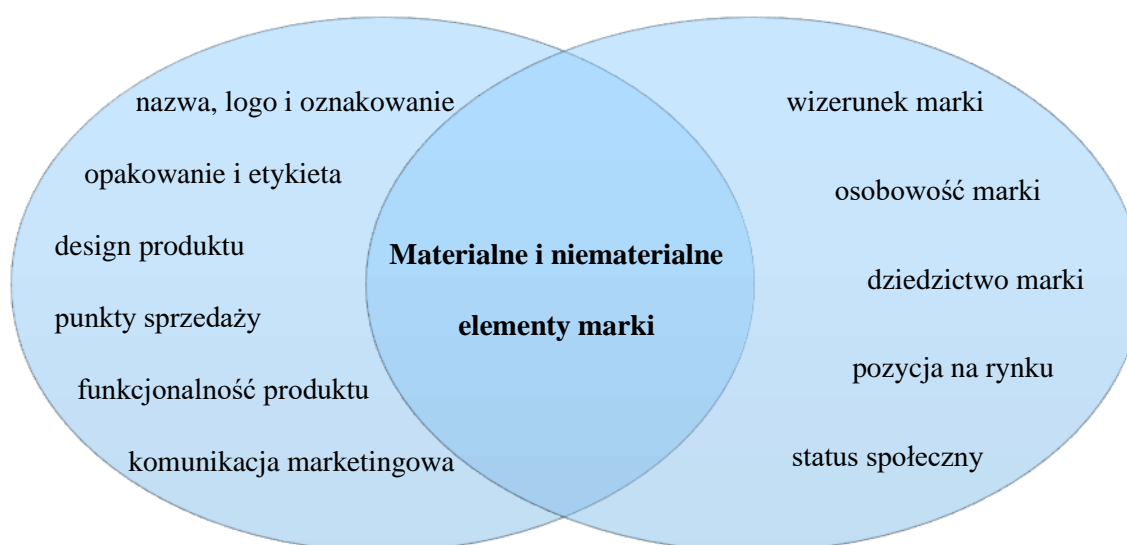 nazwa, logo i oznakowanie
opakowanie i etykieta
design produktu
punkty sprzedaży
funkcjonalność produktu
komunikacja marketingowa
Materialne i niematerialne
elementy marki
wizerunek marki
osobowość marki
dziedzictwo marki
pozycja na rynku
status społeczny